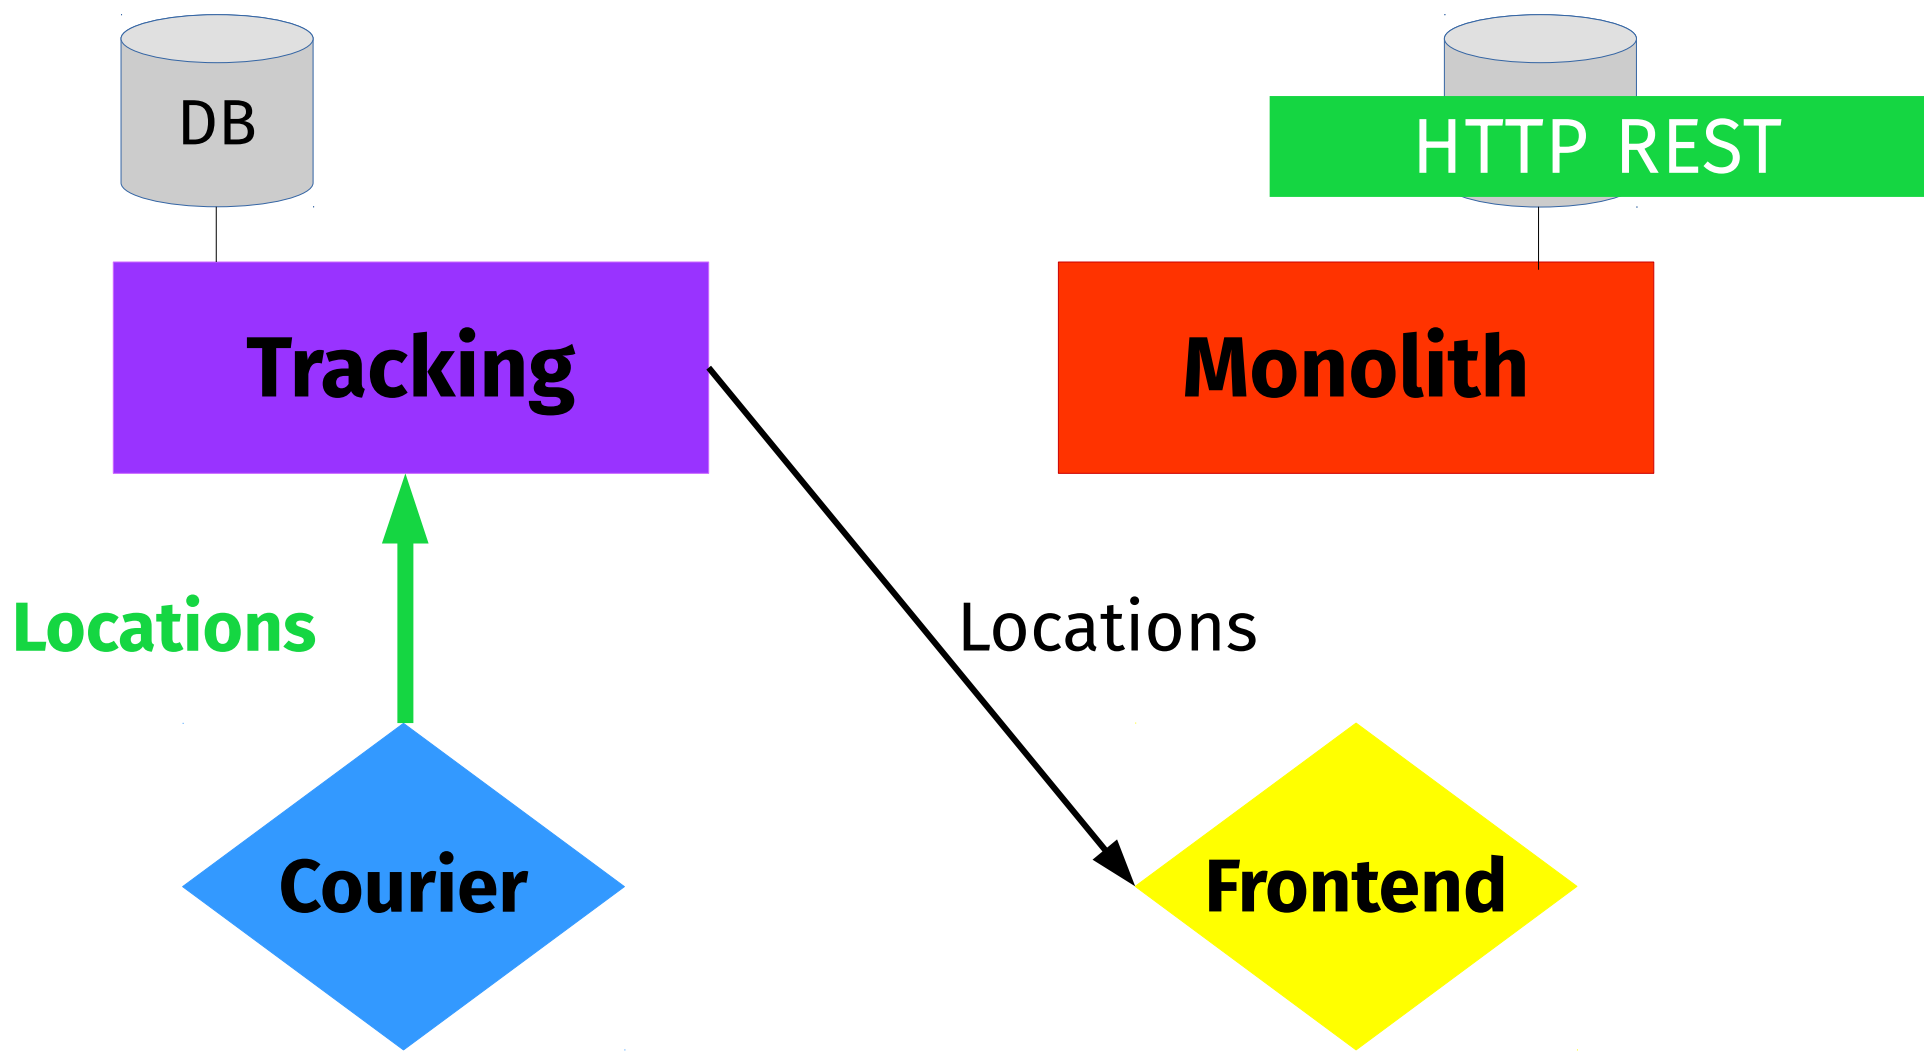 DB
HTTP REST
Tracking
Monolith
Locations
Locations
Courier
Frontend